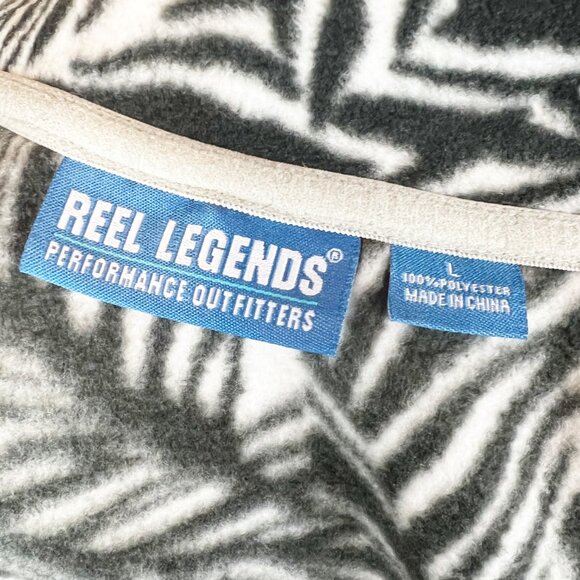 REEL LEGENDS®
PERFORMANCE OUTFITTERS
L
100% POLYESTER
MADE IN CHINA